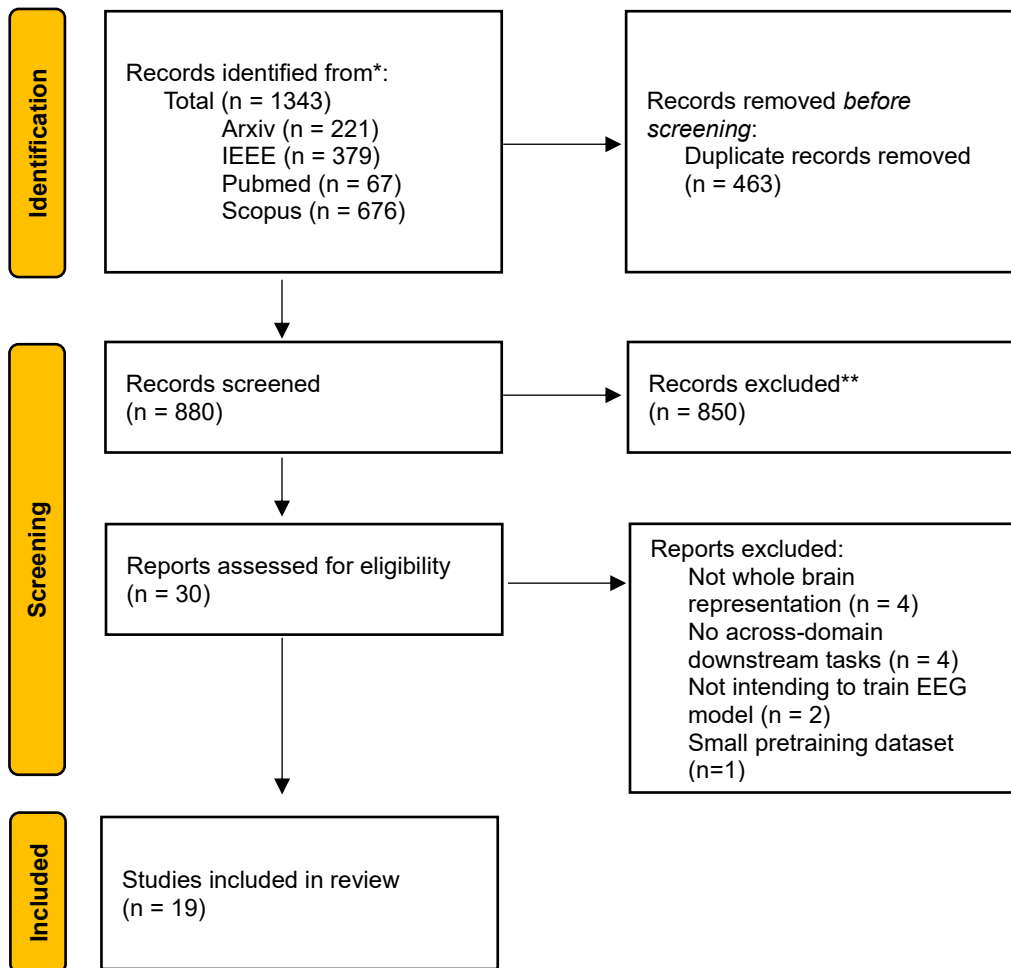 Identification
Records identified from*:
Total (n = 1343)
Arxiv (n = 221)
IEEE (n = 379)
Pubmed (n = 67)
Scopus (n = 676)
Records removed before
screening:
Duplicate records removed
(n = 463)
Screening
Records screened
(n = 880)
Records excluded**
(n = 850)
Reports assessed for eligibility
(n = 30)
Reports excluded:
Not whole brain
representation (n = 4)
No across-domain
downstream tasks (n = 4)
Not intending to train EEG
model (n = 2)
Small pretraining dataset
(n=1)
Included
Studies included in review
(n = 19)